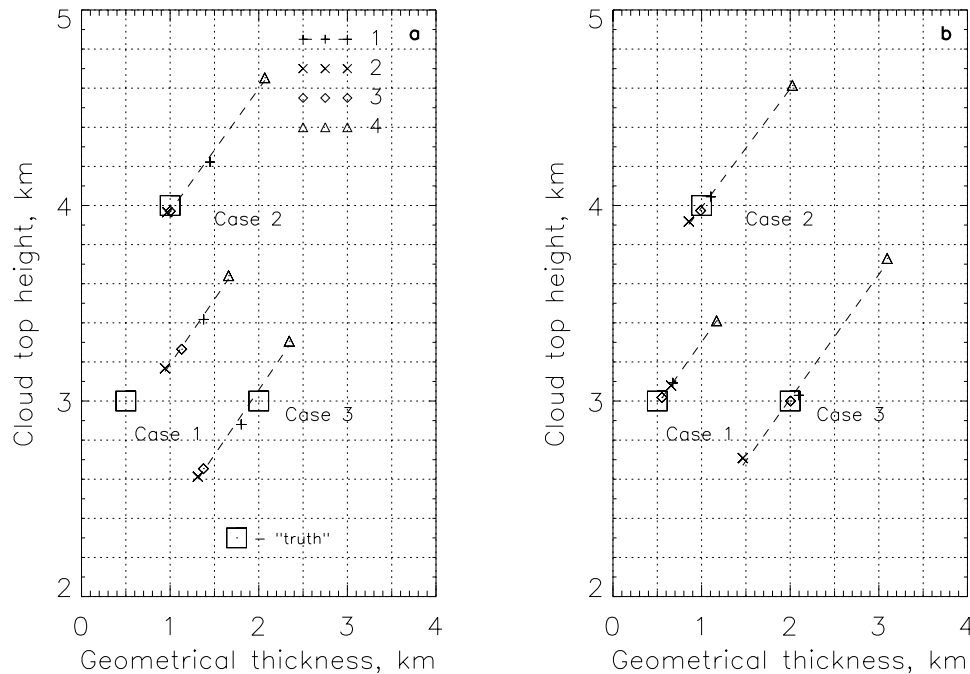 5
4
3
2
0 1 2 3 4
Cloud top height, km
Geometrical thickness, km
a
1
2
3
4
Case 2
Case 1
Case 3
– "truth"
5
4
3
2
0 1 2 3 4
Cloud top height, km
Geometrical thickness, km
b
Case 2
Case 1
Case 3